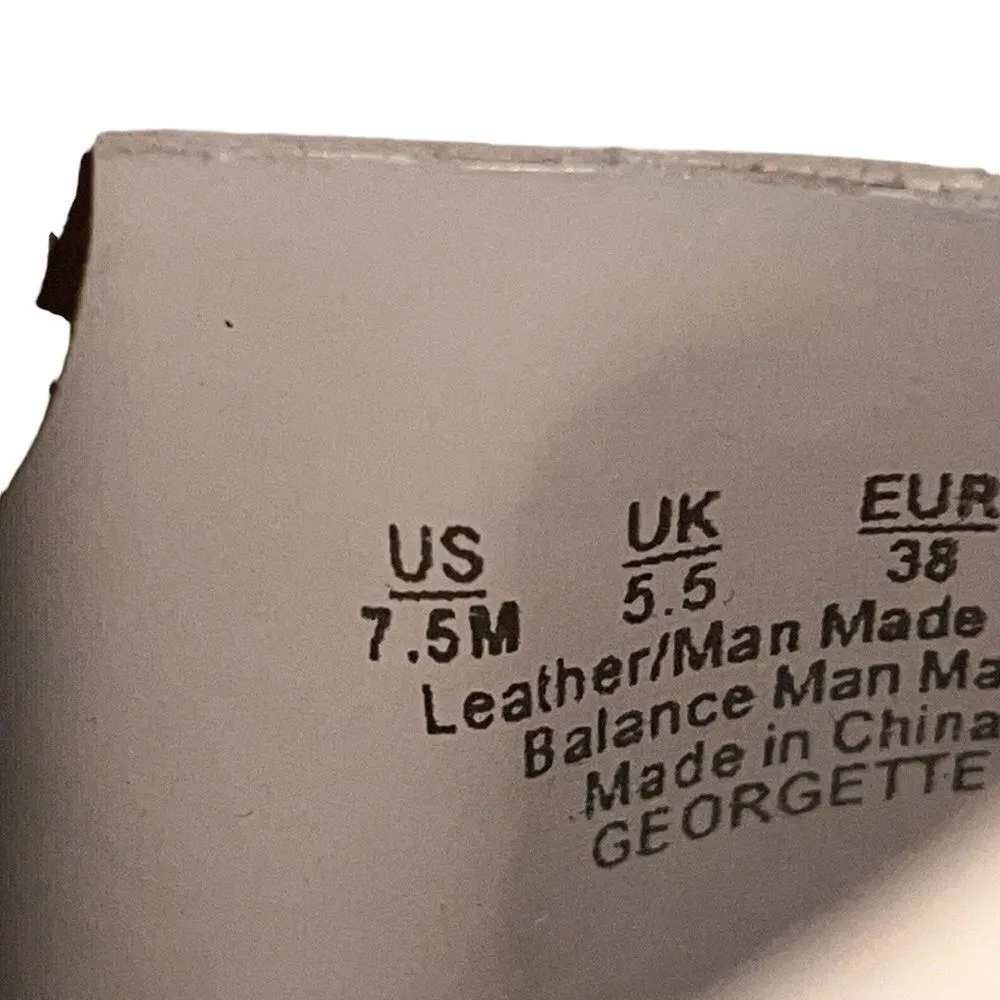 US UK EUR
7.5M 5.5 38
Leather/Man Made
Balance Man Ma
Made in China
GEORGETTE